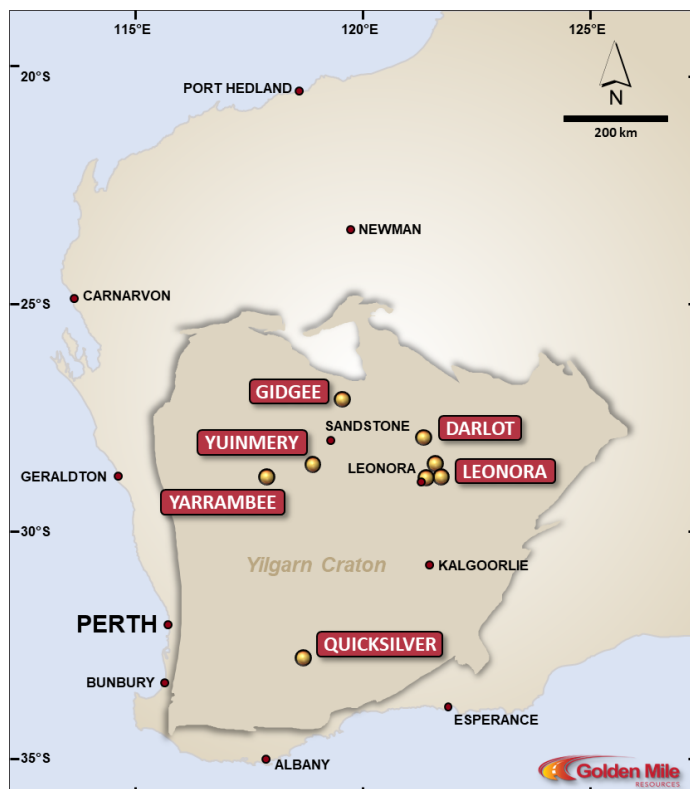 115°E
120°E
125°E
20°S
PORT HEDLAND
N
200 km
NEWMAN
CARNARVON
25°S
GIDGEE
SANDSTONE
DARLOT
YUINMERY
LEONORA
LEONORA
GERALDTON
YARRAMBEE
30°S
Yilgarn Craton
KALGOORLIE
PERTH
QUICKSILVER
BUNBURY
ESPERANCE
35°S
ALBANY
Golden Mile
RESOURCES